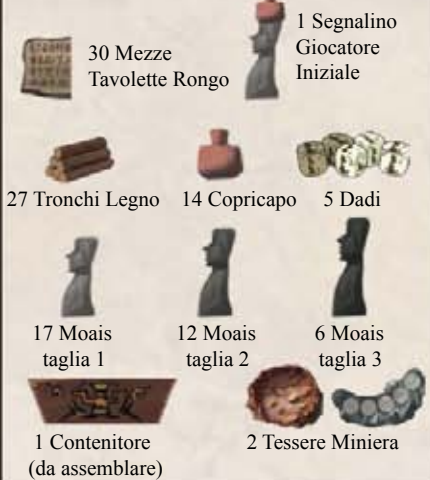 30 Mezze
Tavolette Rongo
1 Segnalino
Giocatore
Iniziale
27 Tronchi Legno
14 Copricapo
5 Dadi
17 Moais
taglia 1
12 Moais
taglia 2
6 Moais
taglia 3
1 Contenitore
(da assemblare)
2 Tessere Miniera